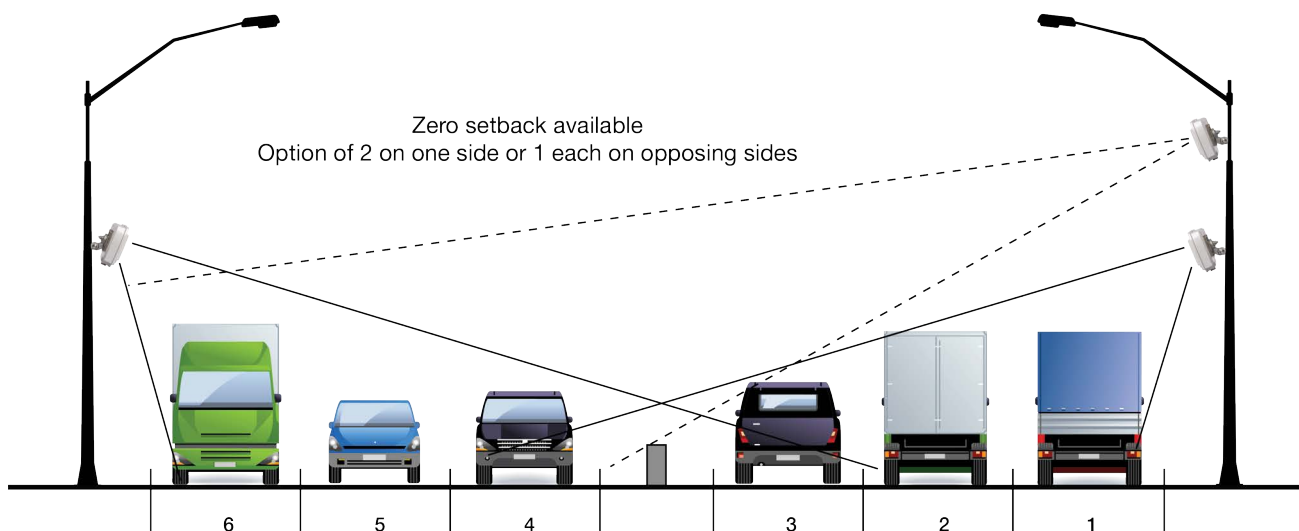 Zero setback available
Option of 2 on one side or 1 each on opposing sides
6 5 4 3 2 1